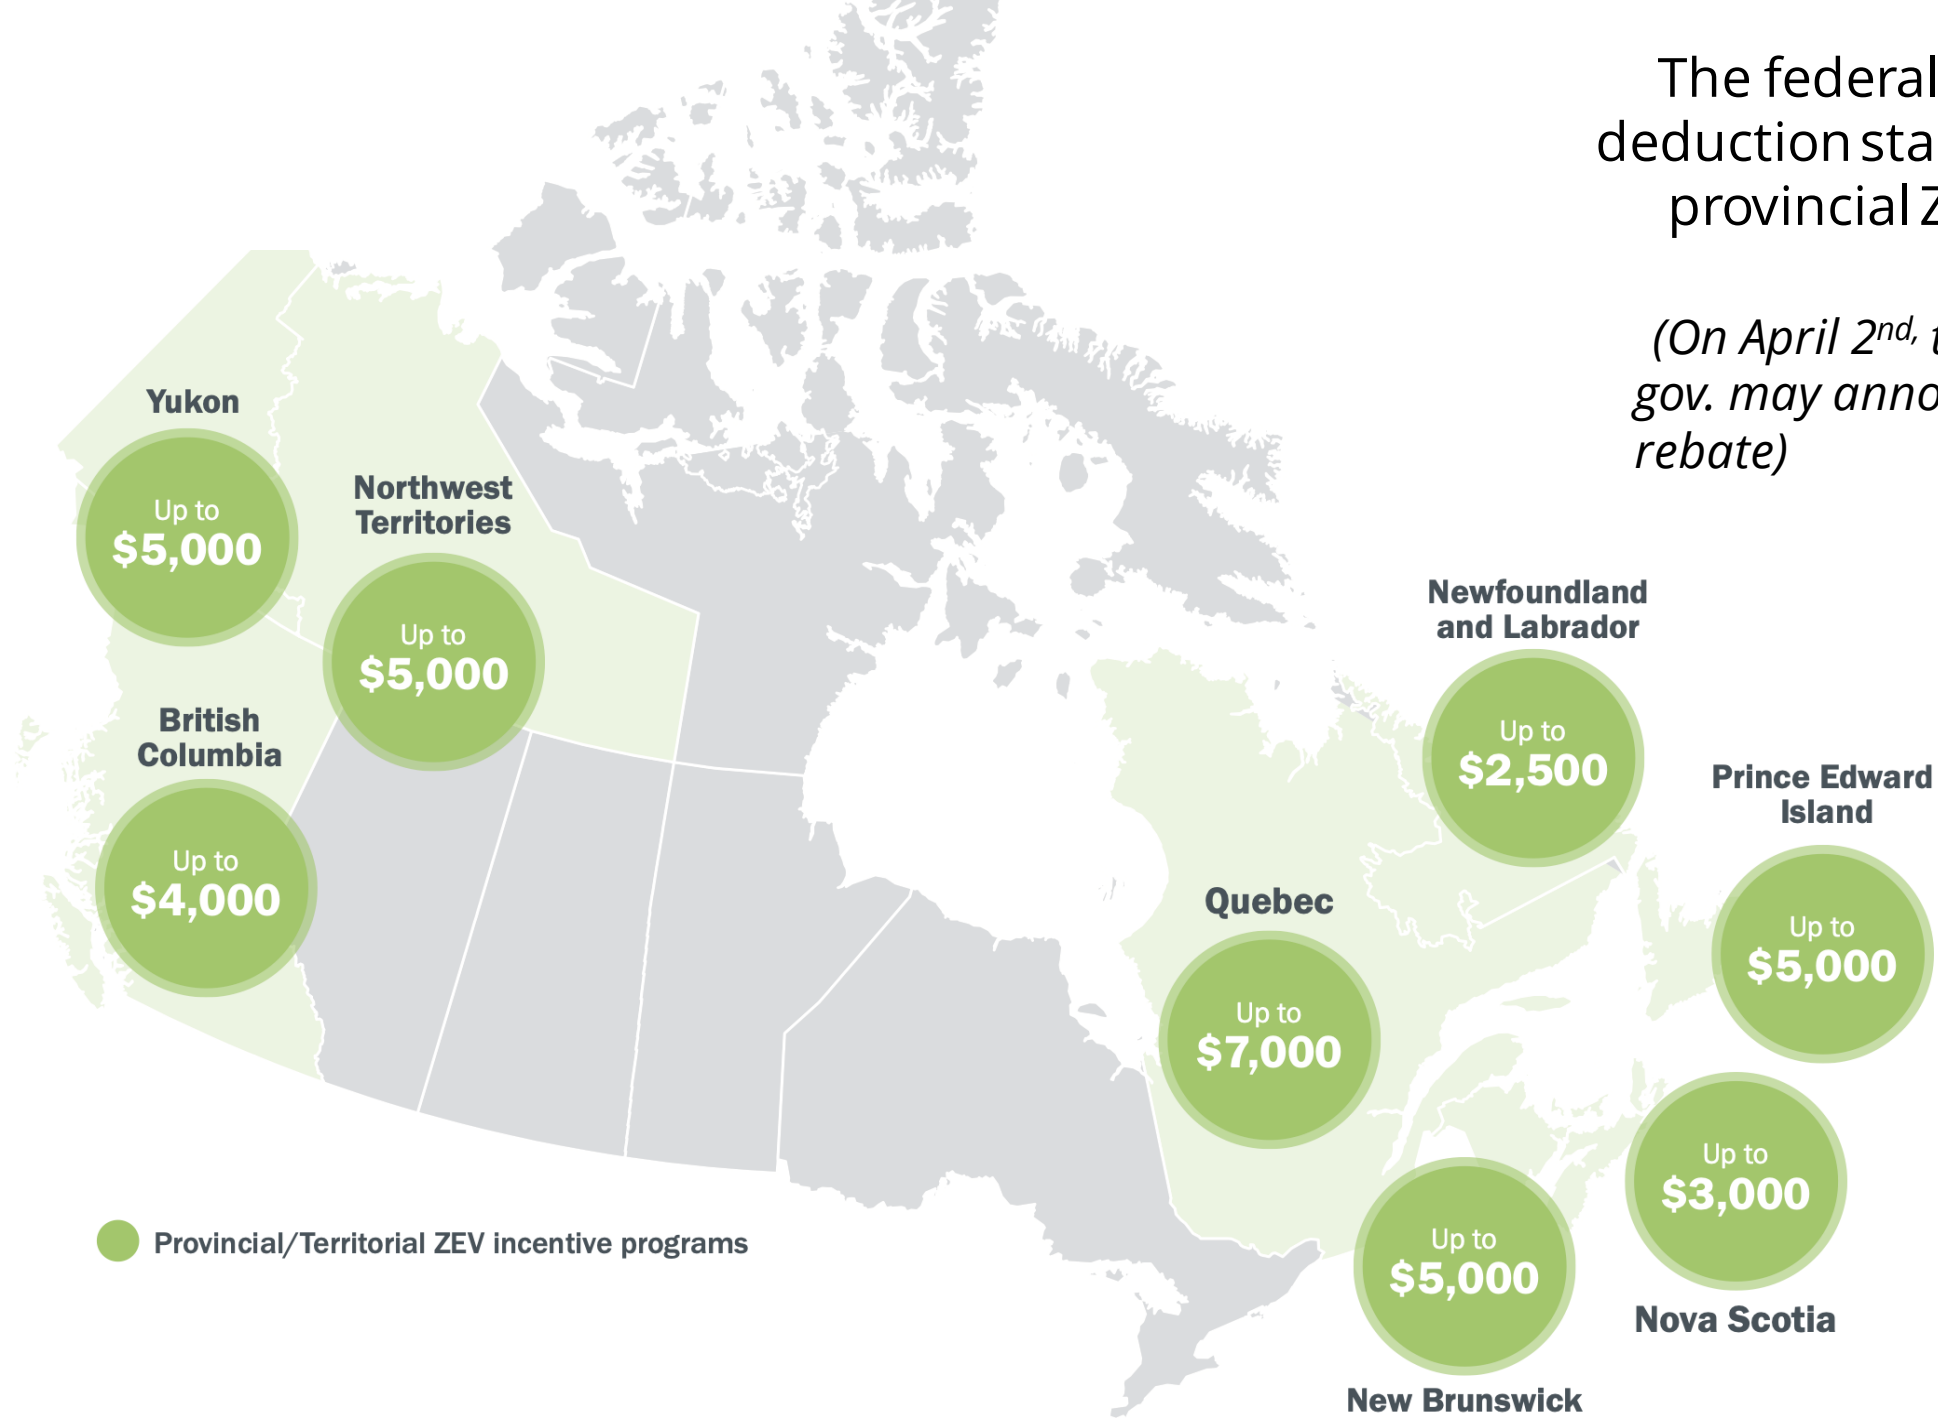 The federal
deduction sta
provincial Z
(On April 2nd, t
gov. may anno
rebate)
Yukon
Up to
$5,000
Northwest
Territories
Up to
$5,000
British
Columbia
Up to
$4,000
Newfoundland
and Labrador
Up to
$2,500
Prince Edward
Island
Up to
$5,000
Quebec
Up to
$7,000
Up to
$3,000
Nova Scotia
Up to
$5,000
New Brunswick
Provincial/Territorial ZEV incentive programs